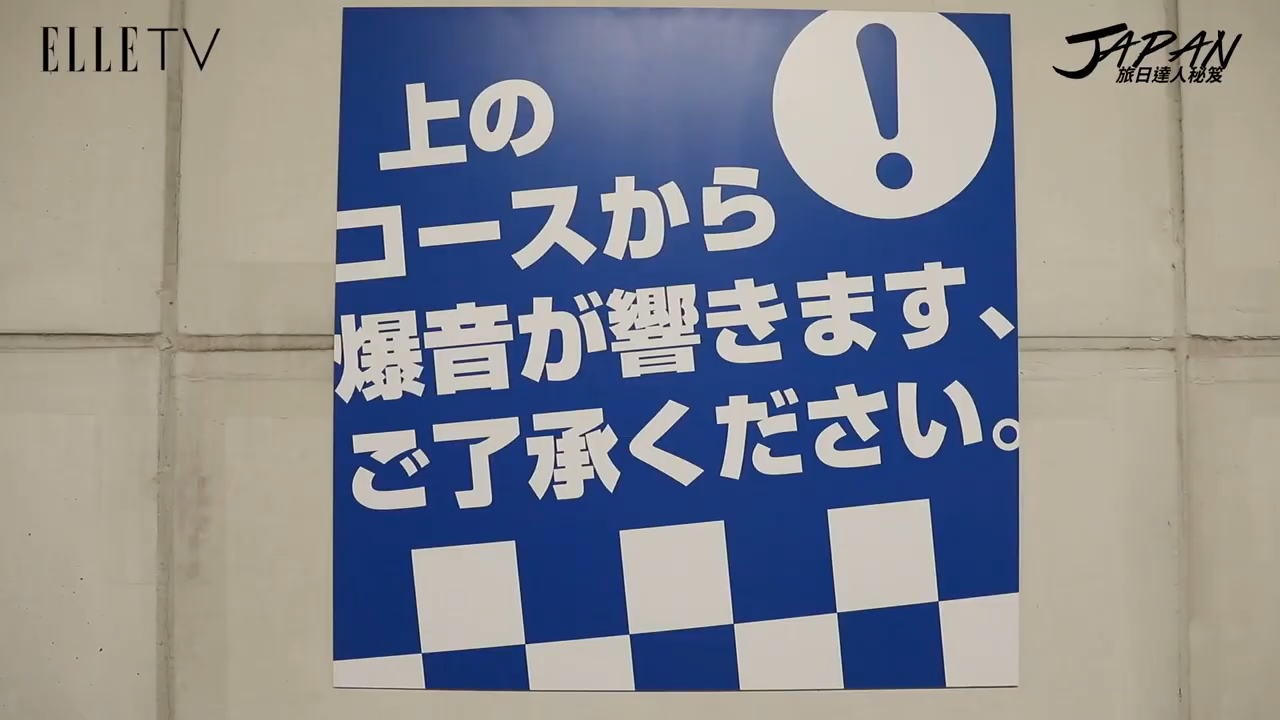 ELLE TV
JAPAN
旅日達人秘笈
!
上の
コースから
爆音が響きます、
ご了承ください。